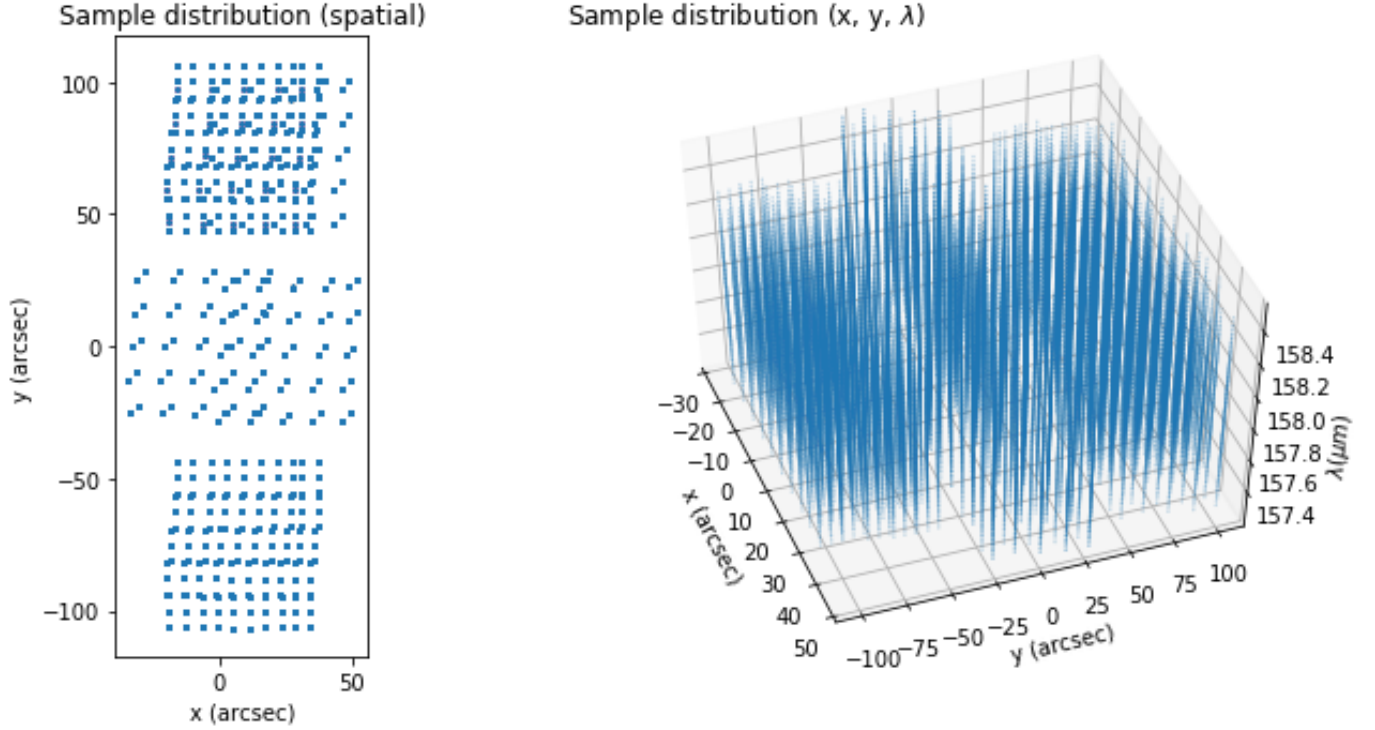 Sample distribution (spatial)
100
50
0
−50
−100
y (arcsec)
0 50
x (arcsec)
Sample distribution (x, y, λ)
−30
−20
−10
0
10
20
30
40
50
x (arcsec)
−100 −75 −50 −25 0 25 50 75 100
y (arcsec)
158.4
158.2
158.0
157.8
157.6
157.4
λ(μm)